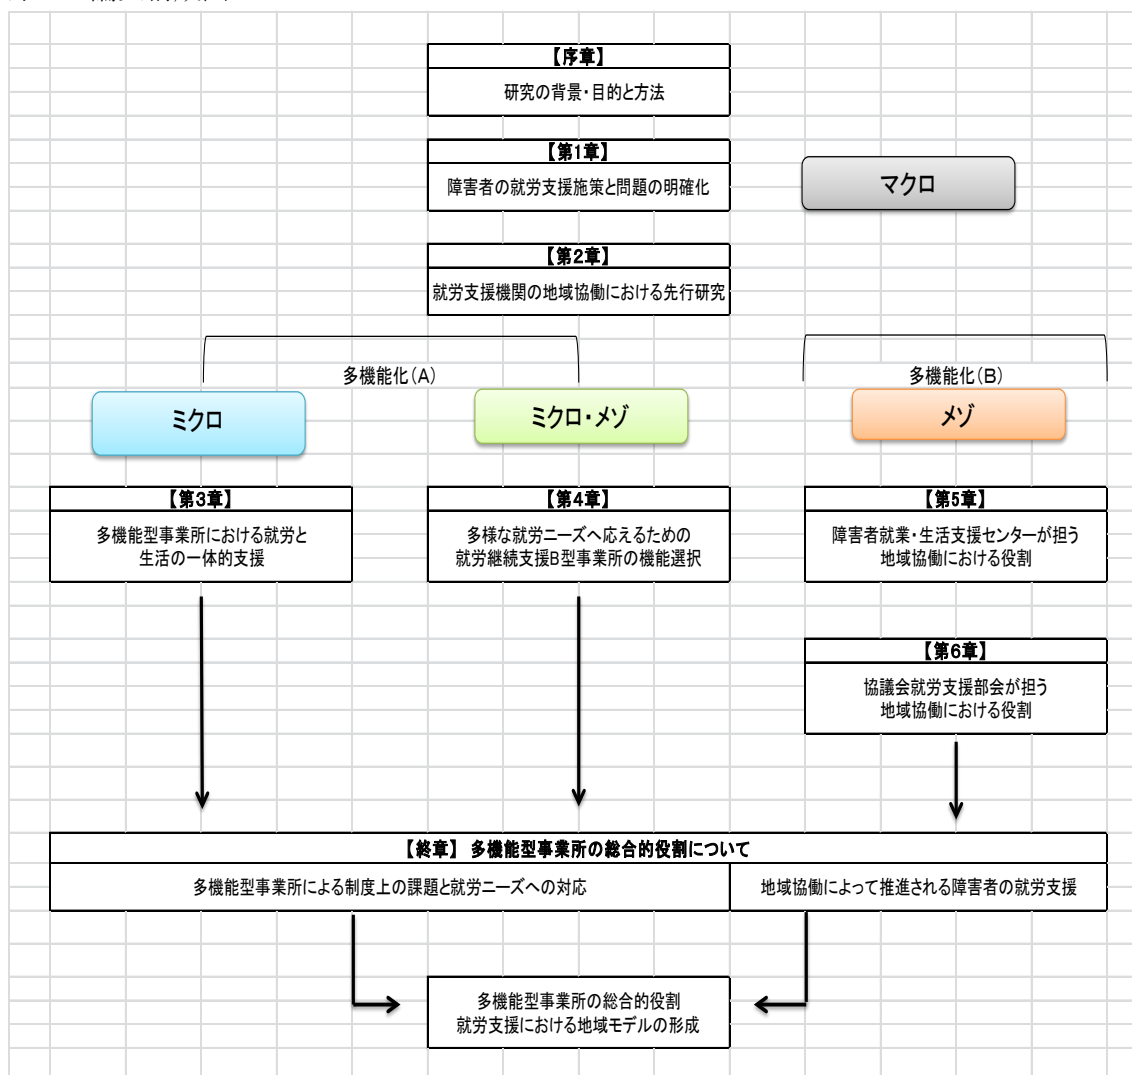 【序章】
研究の背景・目的と方法
【第1章】
障害者の就労支援施策と問題の明確化
マクロ
【第2章】
就労支援機関の地域協働における先行研究
多機能化(A)
多機能化(B)
ミクロ
ミクロ・メゾ
メゾ
【第3章】
多機能型事業所における就労と
生活の一体的支援
【第4章】
多様な就労ニーズへ応えるための
就労継続支援B型事業所の機能選択
【第5章】
障害者就業・生活支援センターが担う
地域協働における役割
【第6章】
協議会就労支援部会が担う
地域協働における役割
【終章】 多機能型事業所の総合的役割について
多機能型事業所による制度上の課題と就労ニーズへの対応
地域協働によって推進される障害者の就労支援
多機能型事業所の総合的役割
就労支援における地域モデルの形成